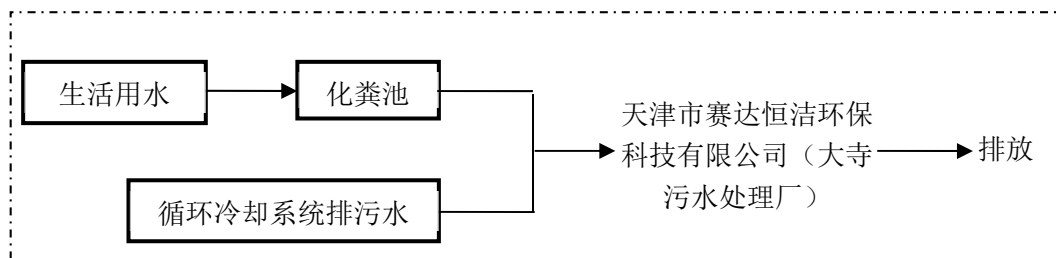 生活用水
化粪池
循环冷却系统排污水
天津市赛达恒洁环保
科技有限公司（大寺
污水处理厂）
排放